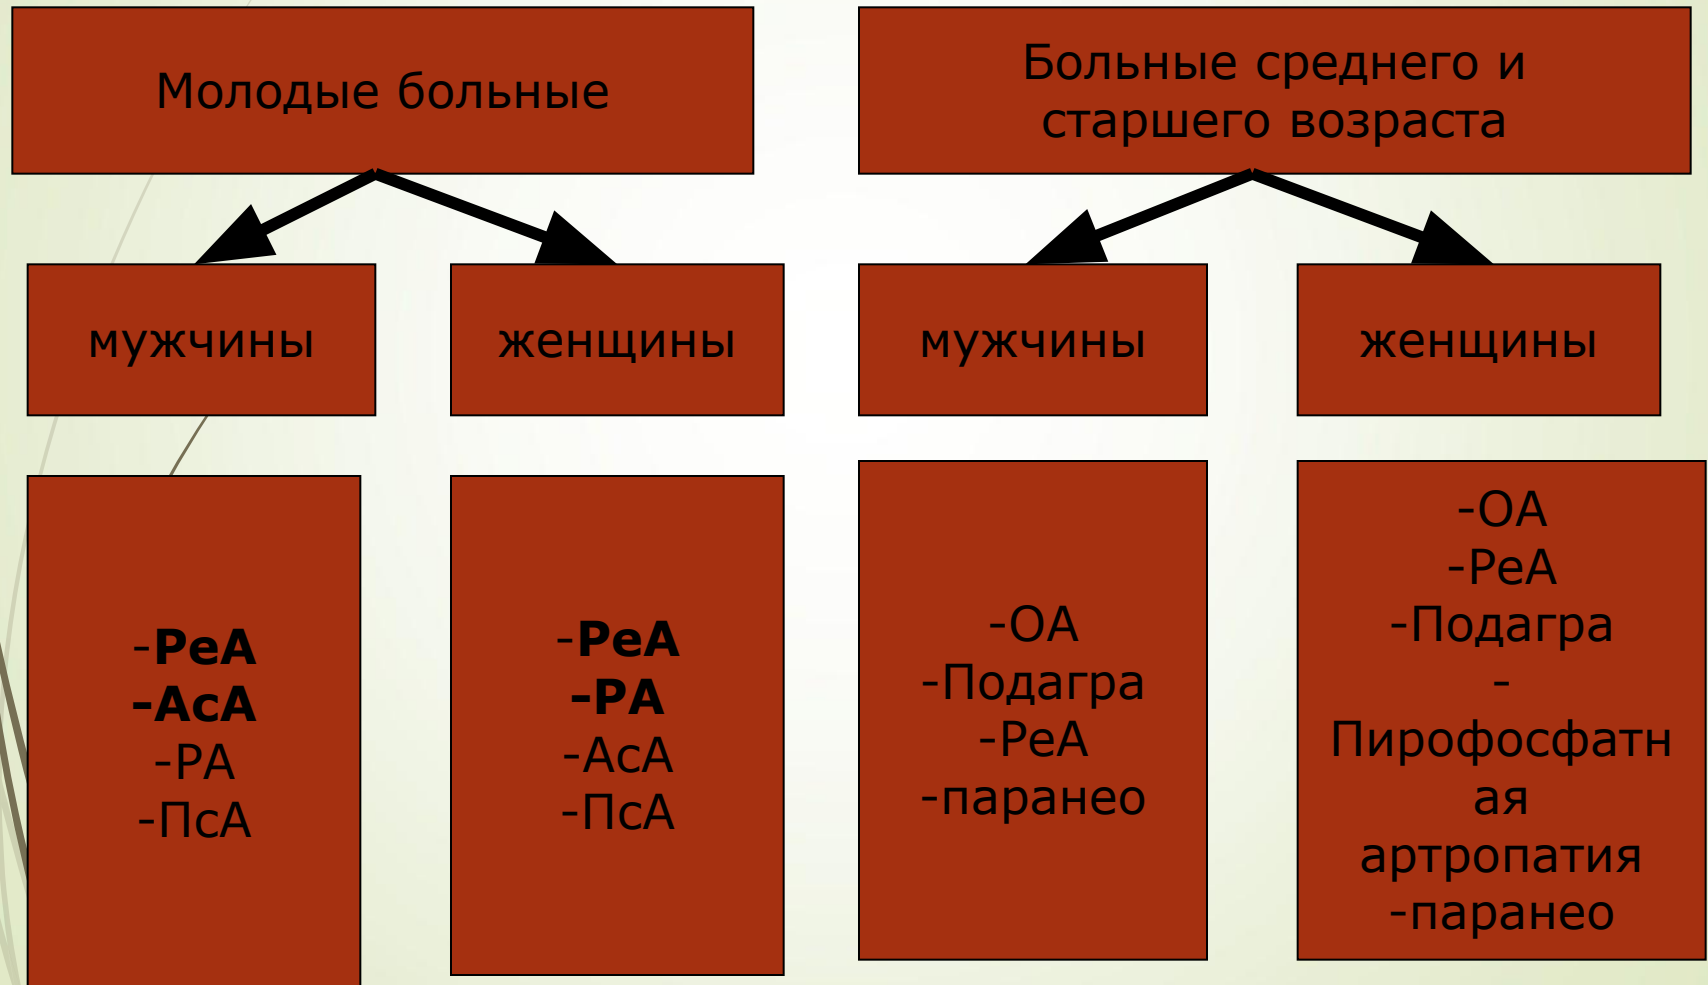 Молодые больные
Больные среднего и
старшего возраста
мужчины
женщины
мужчины
женщины
-РеА
-АсА
-РА
-ПсА
-РеА
-РА
-АсА
-ПсА
-ОА
-Подагра
-РеА
-паранео
-ОА
-РеА
-Подагра
-
Пирофосфатн
ая
артропатия
-паранео